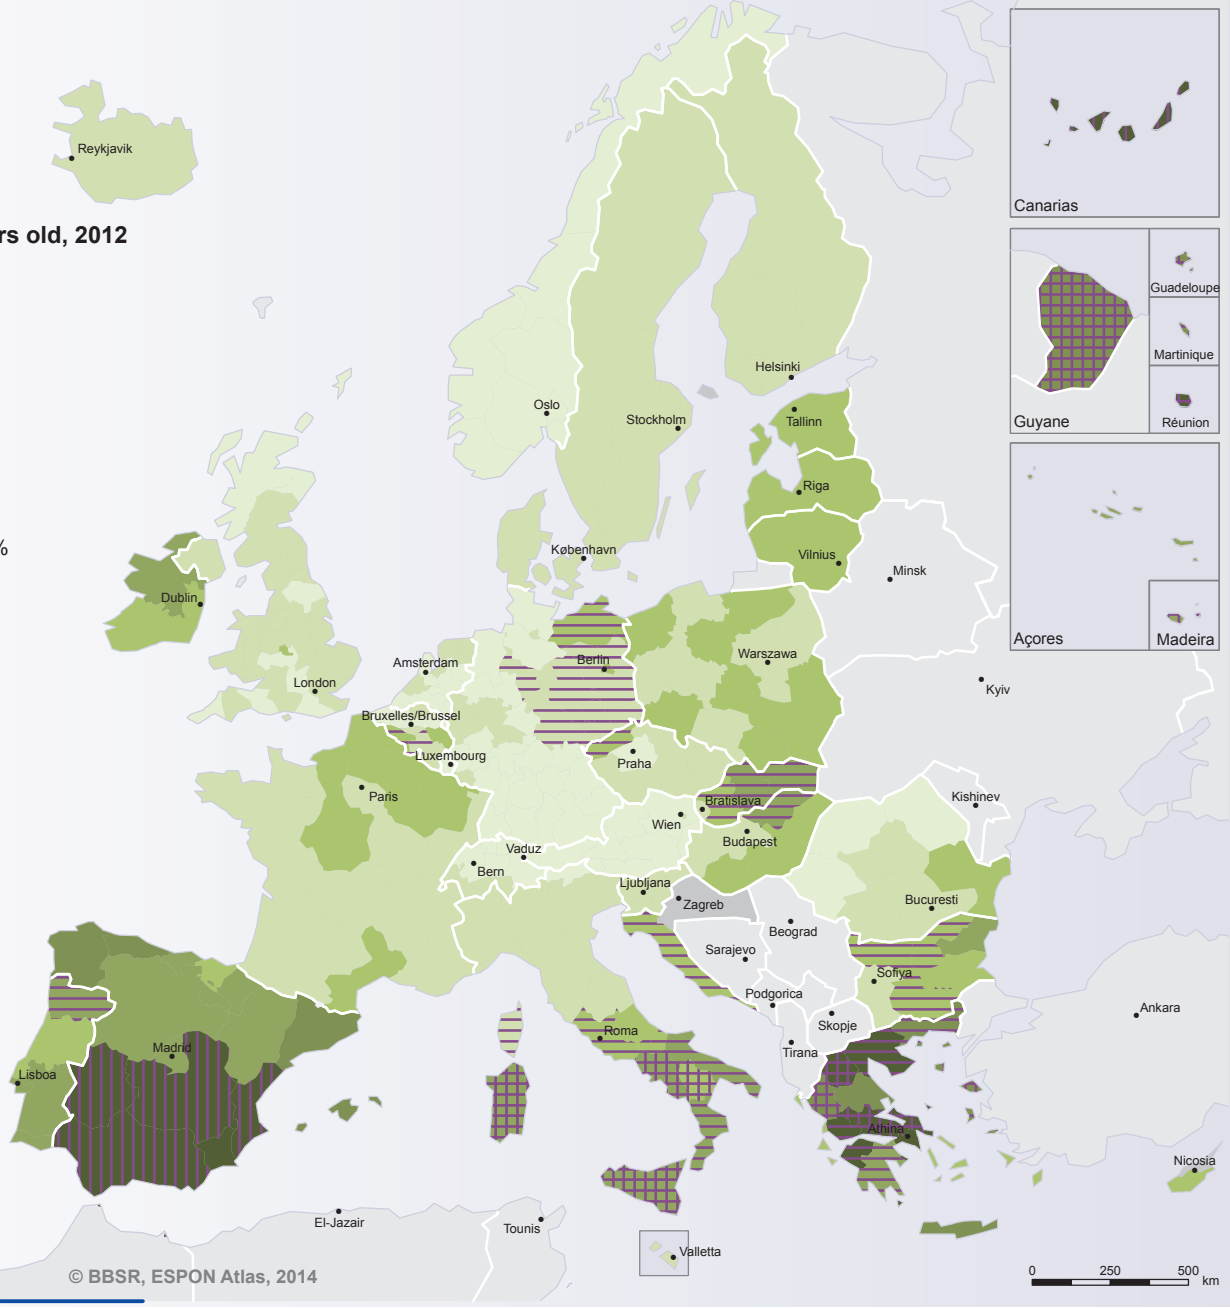 Canarias
Reykjavik
rs old, 2012
Guadeloupe
Martinique
Guyane
Réunion
Helsinki
Oslo
Stockholm
Tallinn
Riga
%
København
Vilnius
Minsk
Dublin
Açores
Madeira
Berlin
Warszawa
Amsterdam
London
Kyiv
Bruxelles/Brussel
Luxembourg
Praha
Paris
Bratislava
Kishinev
Wien
Budapest
Vaduz
Bern
Ljubljana
Zagreb
Bucuresti
Beograd
Sarajevo
Sofiya
Podgorica
Ankara
Skopje
Roma
Madrid
Tirana
Lisboa
Athina
Nicosia
El-Jazair
Tounis
Valletta
© BBSR, ESPON Atlas, 2014
0 250 500
km